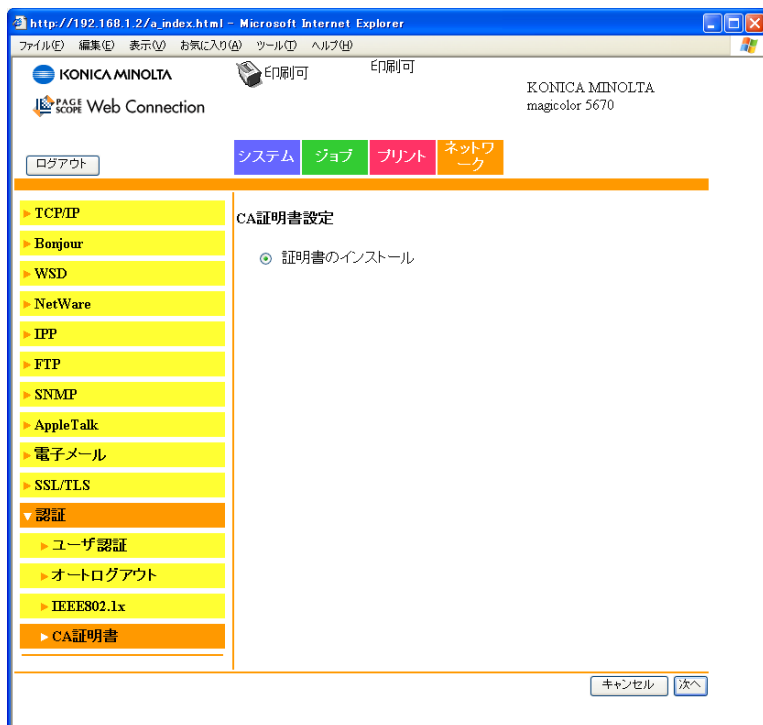 http://192.168.1.2/a_index.html - Microsoft Internet Explorer
ファイル(F) 編集(E) 表示(V) お気に入り(A) ツール(T) ヘルプ(H)
KONICA MINOLTA
印刷可
印刷可
PAGE SCOPE Web Connection
KONICA MINOLTA
magicolor 5670
ログアウト
システム
ジョブ
プリント
ネットワ
ーク
TCP/IP
Bonjour
WSD
NetWare
IPP
FTP
SNMP
AppleTalk
電子メール
SSL/TLS
認証
ユーザ認証
オートログアウト
IEEE802.1x
CA証明書
CA証明書設定
証明書のインストール
キャンセル
次へ